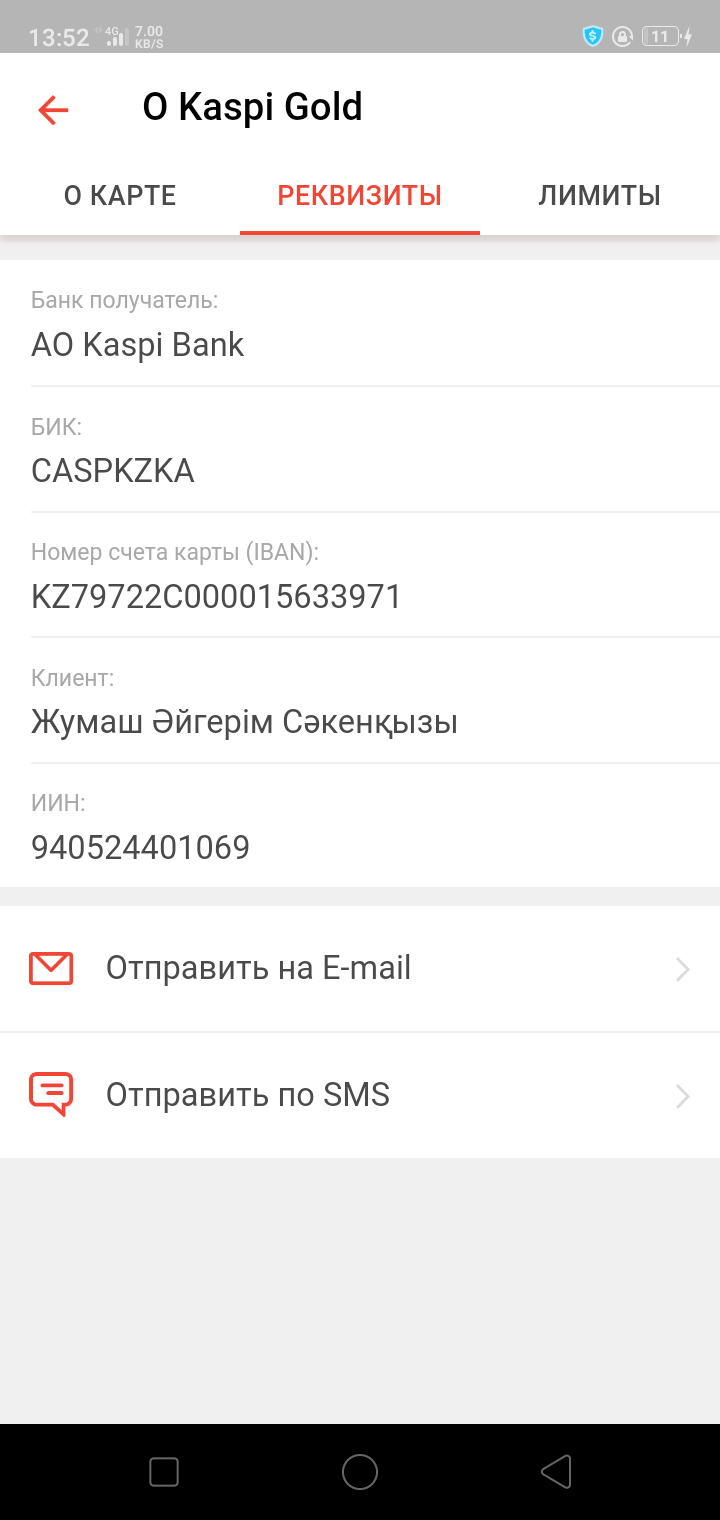 13:52 4G 7.00 KB/S 11
О Kaspi Gold
О КАРТЕ РЕКВИЗИТЫ ЛИМИТЫ
Банк получатель:
АО Kaspi Bank
БИК:
CASPKZKA
Номер счета карты (IBAN):
KZ79722C000015633971
Клиент:
Жумаш Әйгерім Сәкенқызы
ИИН:
940524401069
Отправить на E-mail
Отправить по SMS